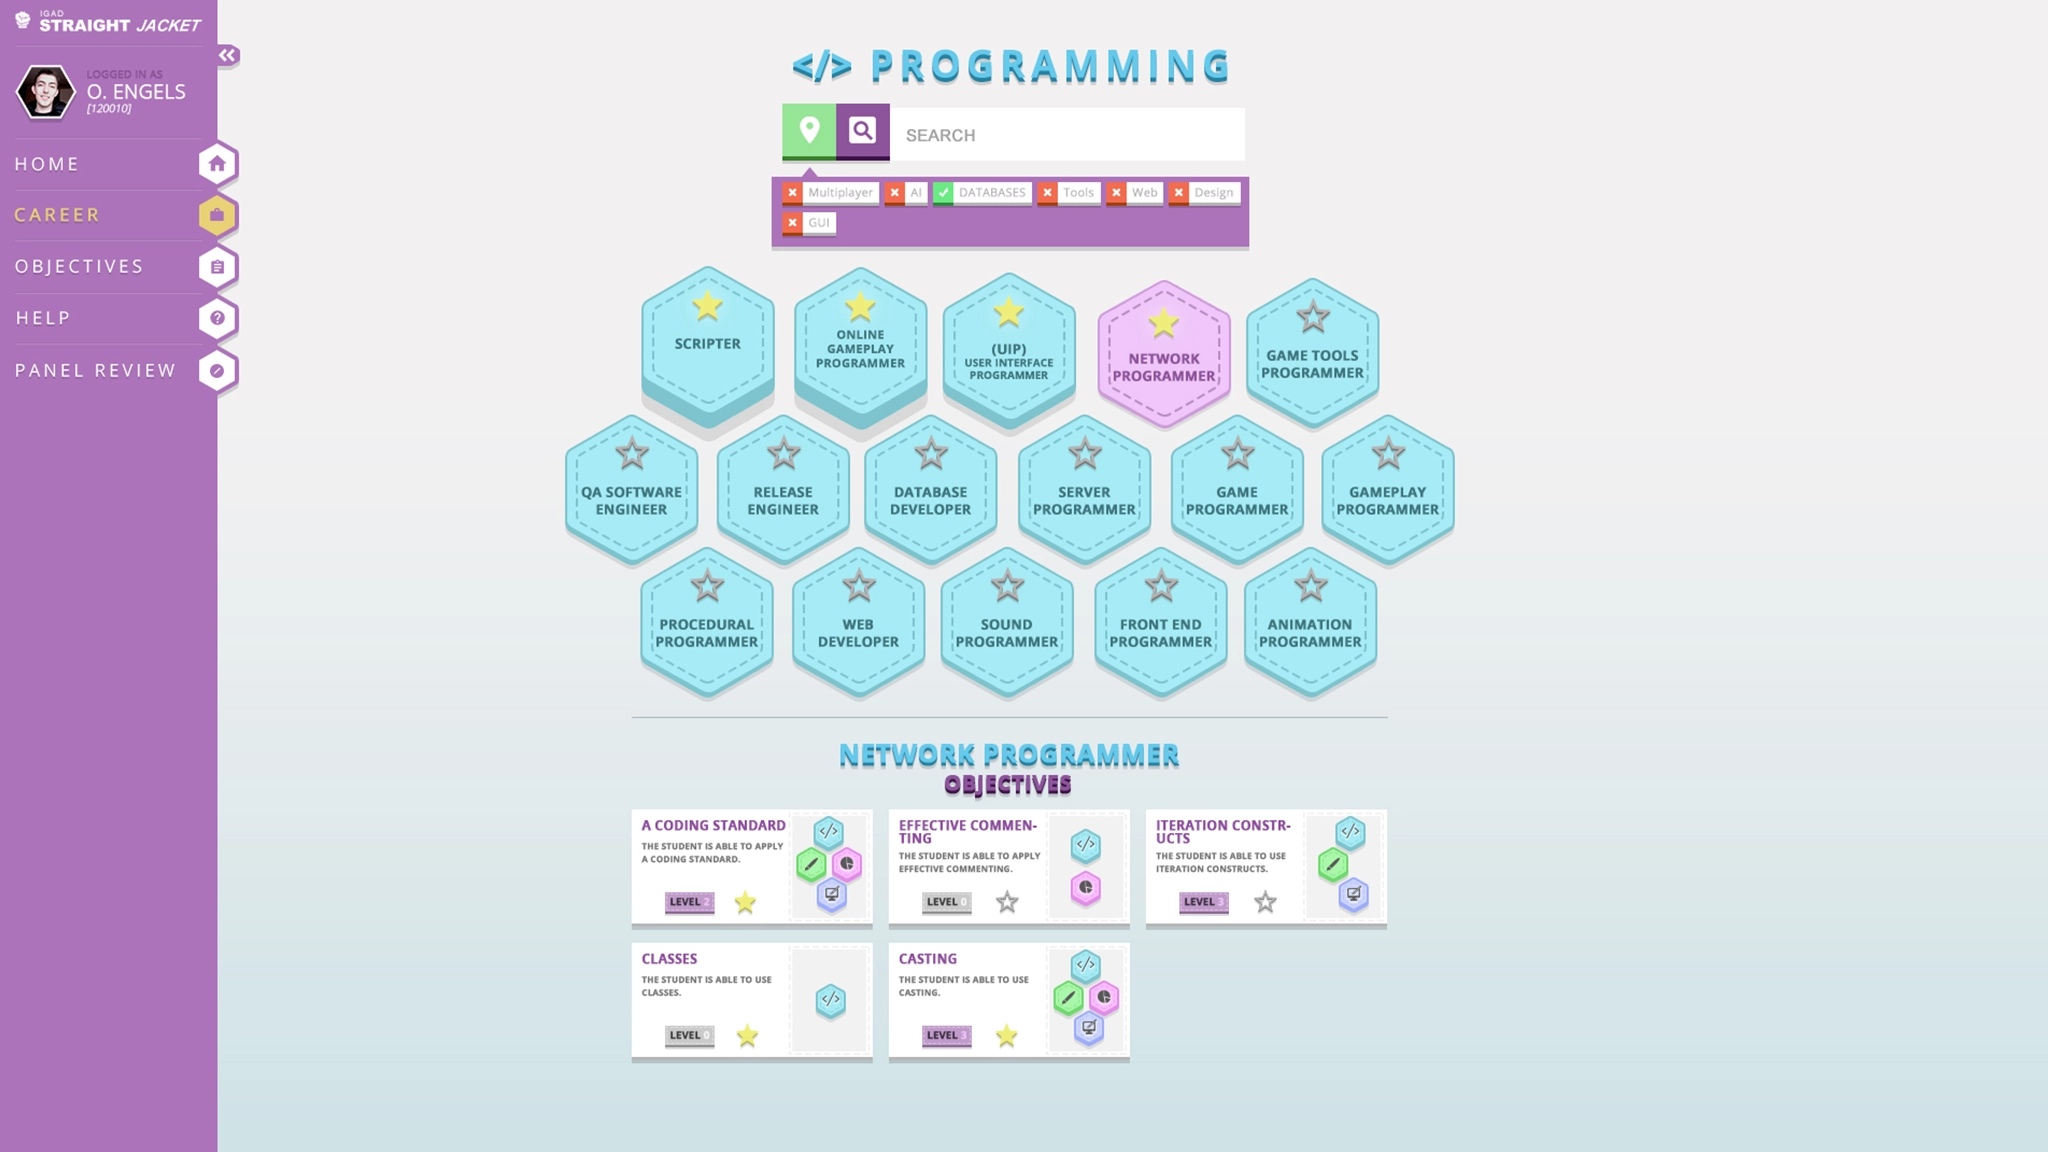 IGAD
STRAIGHT JACKET
LOGGED IN AS
O. ENGELS
[120010]
HOME
CAREER
OBJECTIVES
HELP
PANEL REVIEW
</> PROGRAMMING
SEARCH
Multiplayer AI DATABASES Tools Web Design
GUI
SCRIPTER
ONLINE
GAMEPLAY
PROGRAMMER
(UIP)
USER INTERFACE
PROGRAMMER
NETWORK
PROGRAMMER
GAME TOOLS
PROGRAMMER
QA SOFTWARE
ENGINEER
RELEASE
ENGINEER
DATABASE
DEVELOPER
SERVER
PROGRAMMER
GAME
PROGRAMMER
GAMEPLAY
PROGRAMMER
PROCEDURAL
PROGRAMMER
WEB
DEVELOPER
SOUND
PROGRAMMER
FRONT END
PROGRAMMER
ANIMATION
PROGRAMMER
NETWORK PROGRAMMER
OBJECTIVES
A CODING STANDARD
THE STUDENT IS ABLE TO APPLY
A CODING STANDARD.
LEVEL 2
EFFECTIVE COMMEN-
TING
THE STUDENT IS ABLE TO APPLY
EFFECTIVE COMMENTING.
LEVEL 0
ITERATION CONSTR-
UCTS
THE STUDENT IS ABLE TO USE
ITERATION CONSTRUCTS.
LEVEL 3
CLASSES
THE STUDENT IS ABLE TO USE
CLASSES.
LEVEL 0
CASTING
THE STUDENT IS ABLE TO USE
CASTING.
LEVEL 3